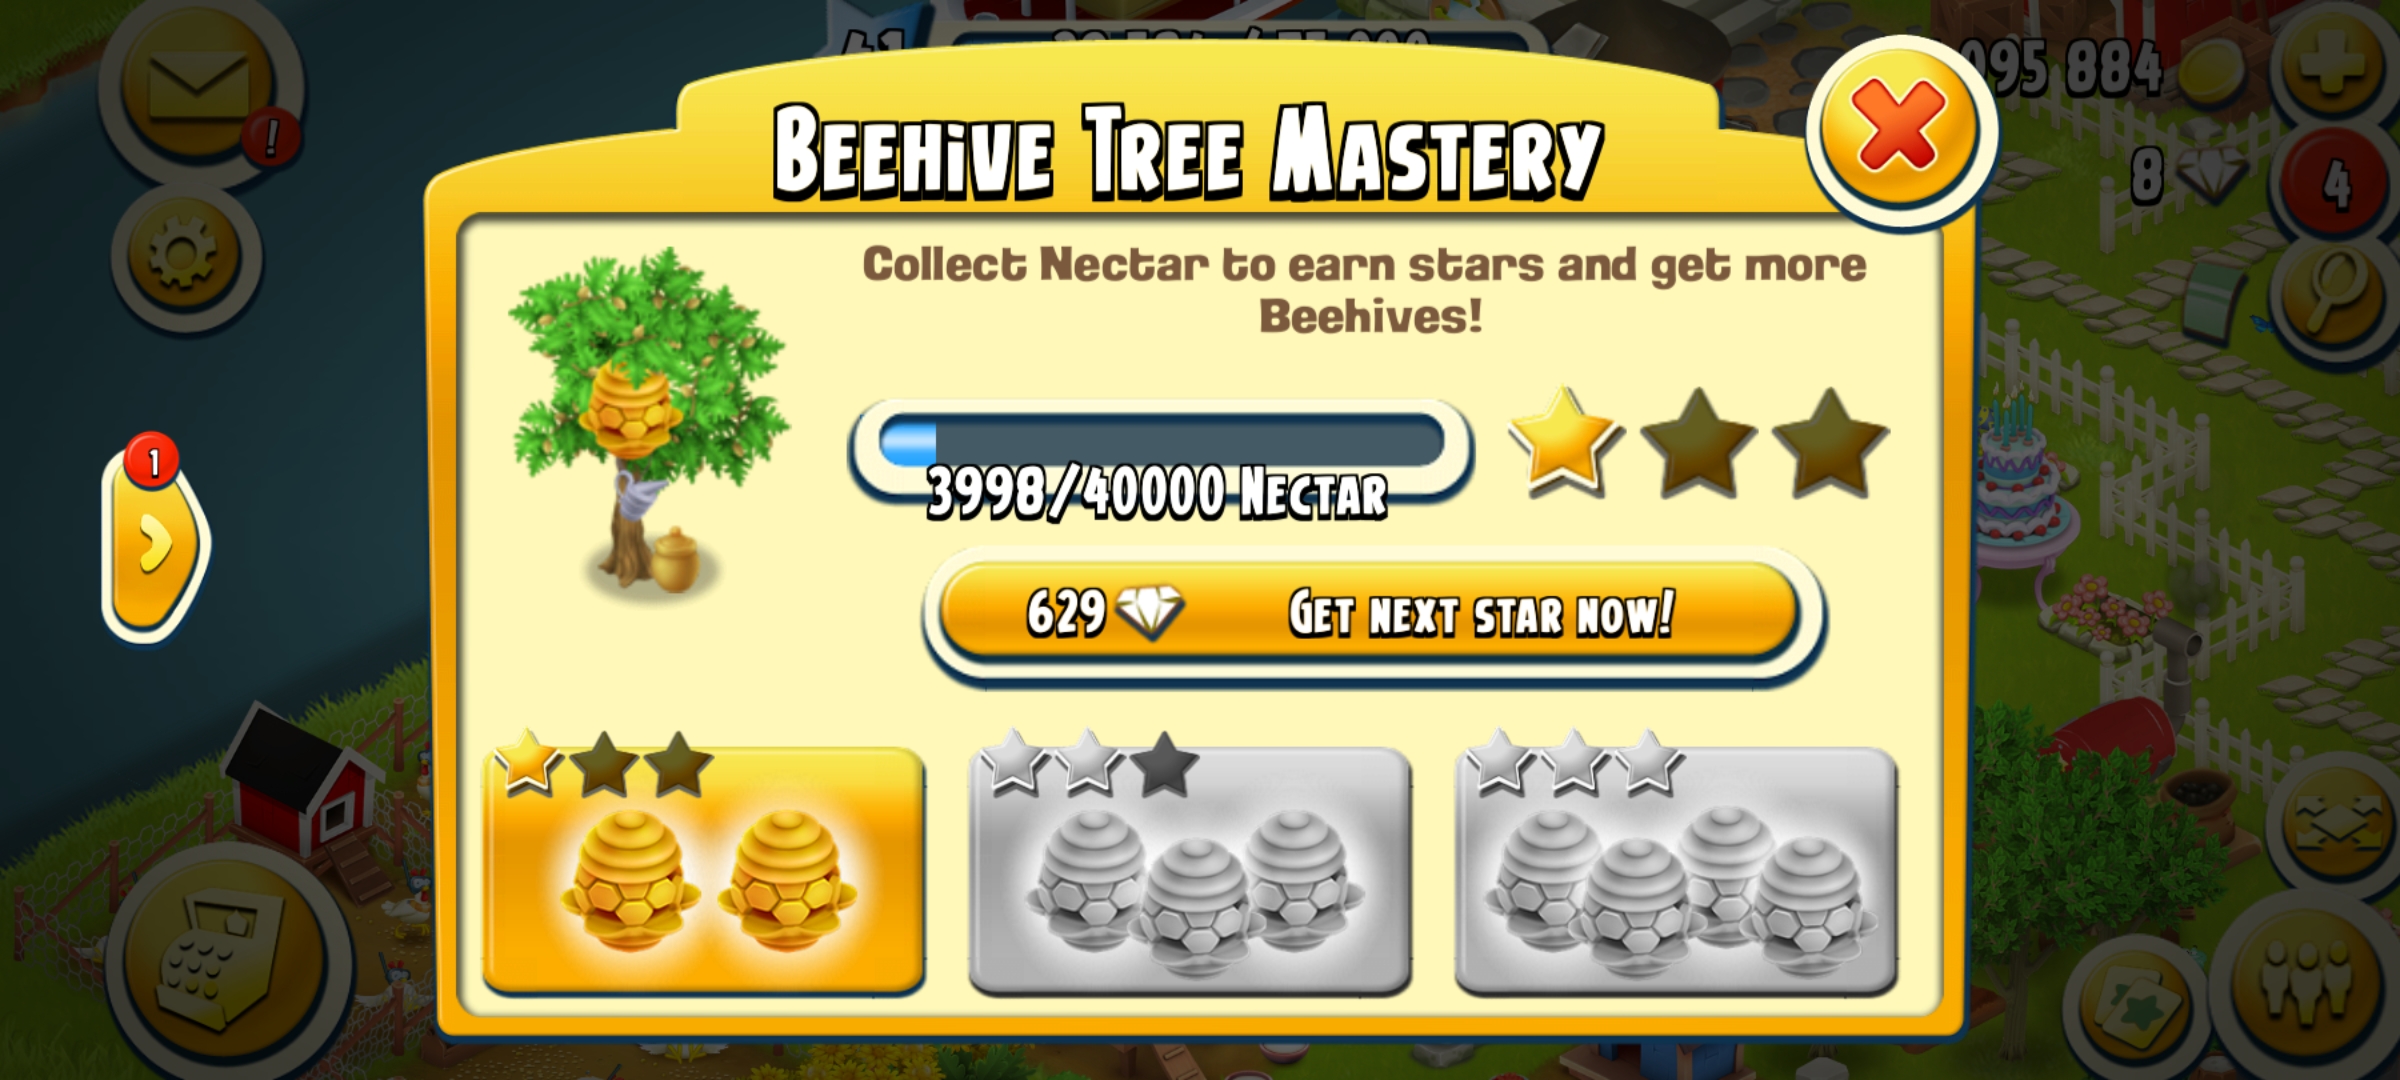 !
Beehive Tree Mastery
095 884
8
4
Collect Nectar to earn stars and get more
Beehives!
1
3998/40000 Nectar
629 Get next star now!